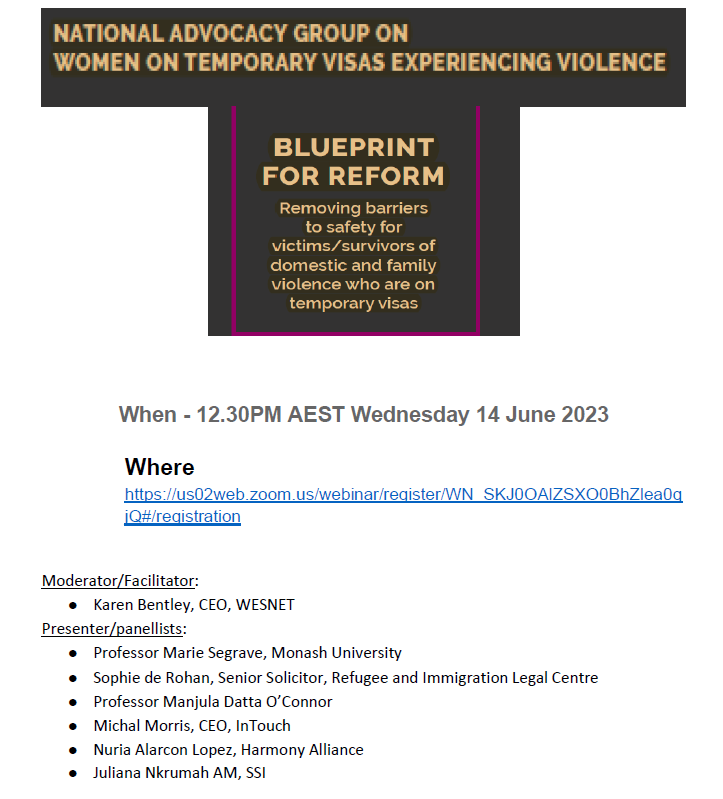 NATIONAL ADVOCACY GROUP ON
WOMEN ON TEMPORARY VISAS EXPERIENCING VIOLENCE
BLUEPRINT
FOR REFORM
Removing barriers
to safety for
victims/survivors of
domestic and family
violence who are on
temporary visas
When - 12.30PM AEST Wednesday 14 June 2023
Where
https://us02web.zoom.us/webinar/register/WN_SKJ0OAlZSXO0BhZlea0q
jQ#/registration
Moderator/Facilitator:
● Karen Bentley, CEO, WESNET
Presenter/panellists:
● Professor Marie Segrave, Monash University
● Sophie de Rohan, Senior Solicitor, Refugee and Immigration Legal Centre
● Professor Manjula Datta O’Connor
● Michal Morris, CEO, InTouch
● Nuria Alarcon Lopez, Harmony Alliance
● Juliana Nkrumah AM, SSI